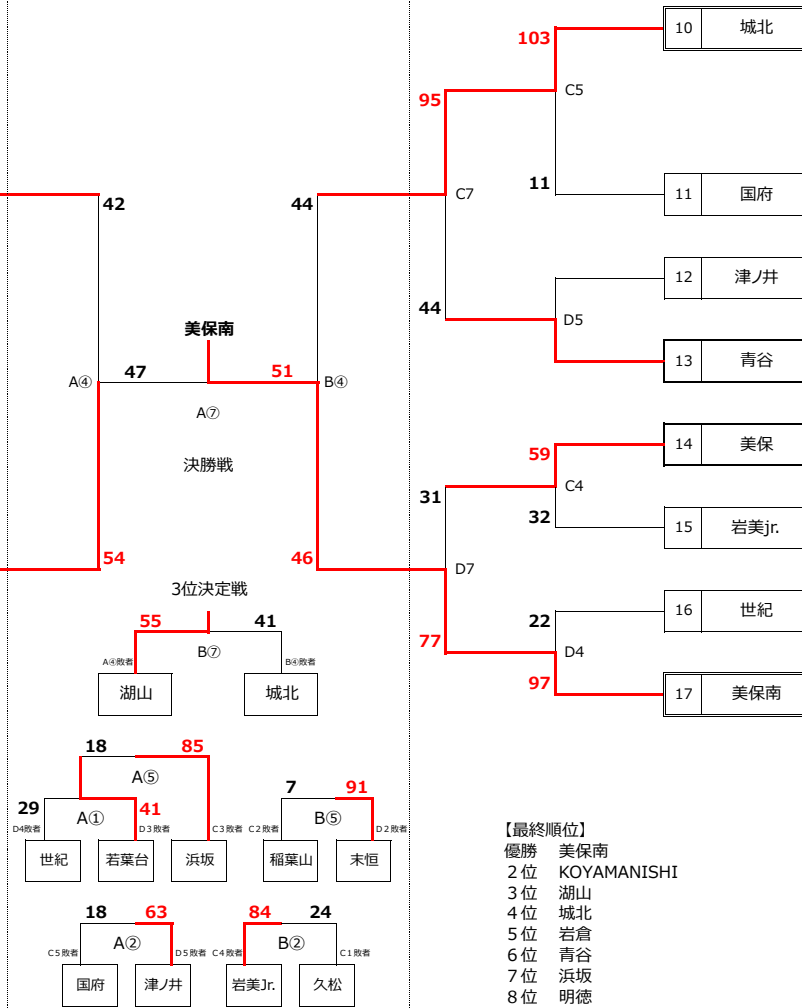 103
10 城北
C5
95
11
11 国府
C7
42
44
12 津ノ井
44
D5
13 青谷
美保南
47
51
A④
B④
A⑦
決勝戦
14 美保
59
C4
31
32
15 岩美jr.
54
46
D7
16 世紀
22
77
D4
97
17 美保南
3位決定戦
55
41
A④敗者
B⑦
B④敗者
湖山
城北
18
85
A⑤
29
41
A①
D4敗者
D3敗者
C3敗者
世紀
若葉台
浜坂
7
91
B⑤
C2敗者
D2敗者
稲葉山
末恒
18
63
A②
C5敗者
D5敗者
国府
津ノ井
84
24
B②
C4敗者
C1敗者
岩美Jr.
久松
【最終順位】
優勝 美保南
2位 KOYAMANISHI
3位 湖山
4位 城北
5位 岩倉
6位 青谷
7位 浜坂
8位 明徳